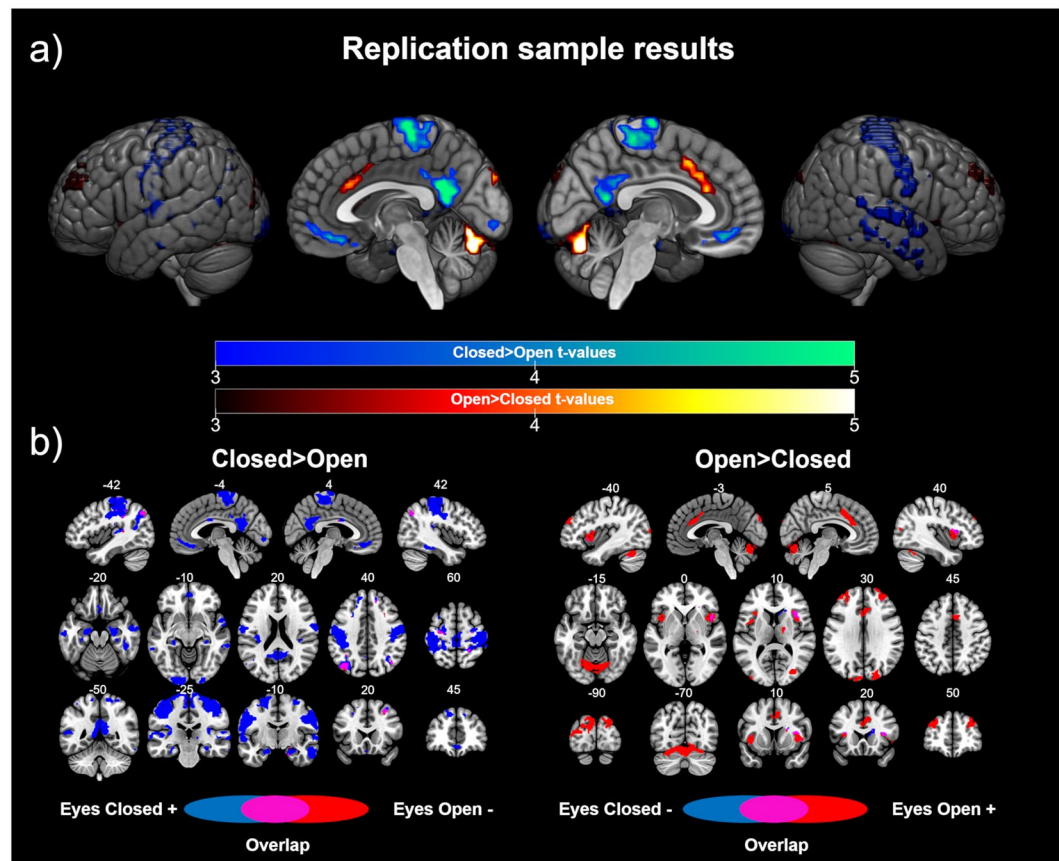 a)
Replication sample results
Closed>Open t-values
3 4 5
Open>Closed t-values
3 4 5
b)
Closed>Open
-42 -4 4 42
-20 -10 20 40 60
-50 -25 -10 20 45
Eyes Closed + Eyes Open -
Overlap
Open>Closed
-40 -3 5 40
-15 0 10 30 45
-90 -70 10 20 50
Eyes Closed - Eyes Open +
Overlap